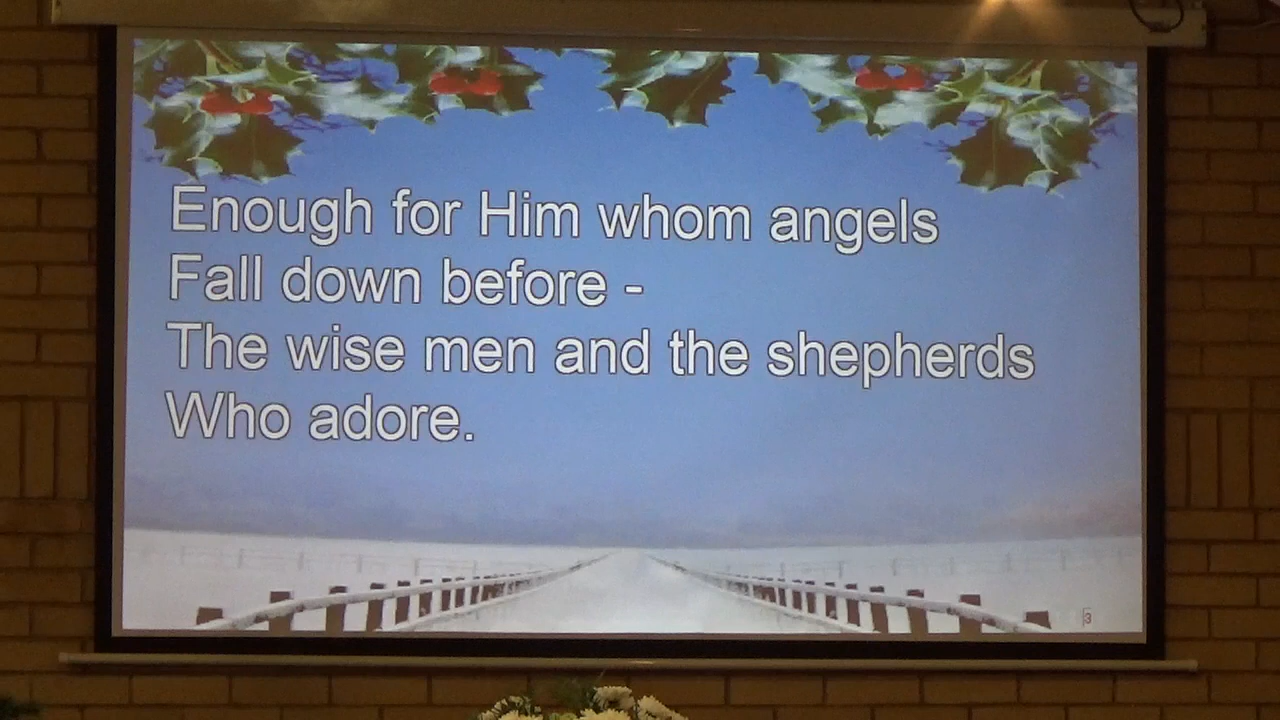 Enough for Him whom angels
Fall down before -
The wise men and the shepherds
Who adore.
3